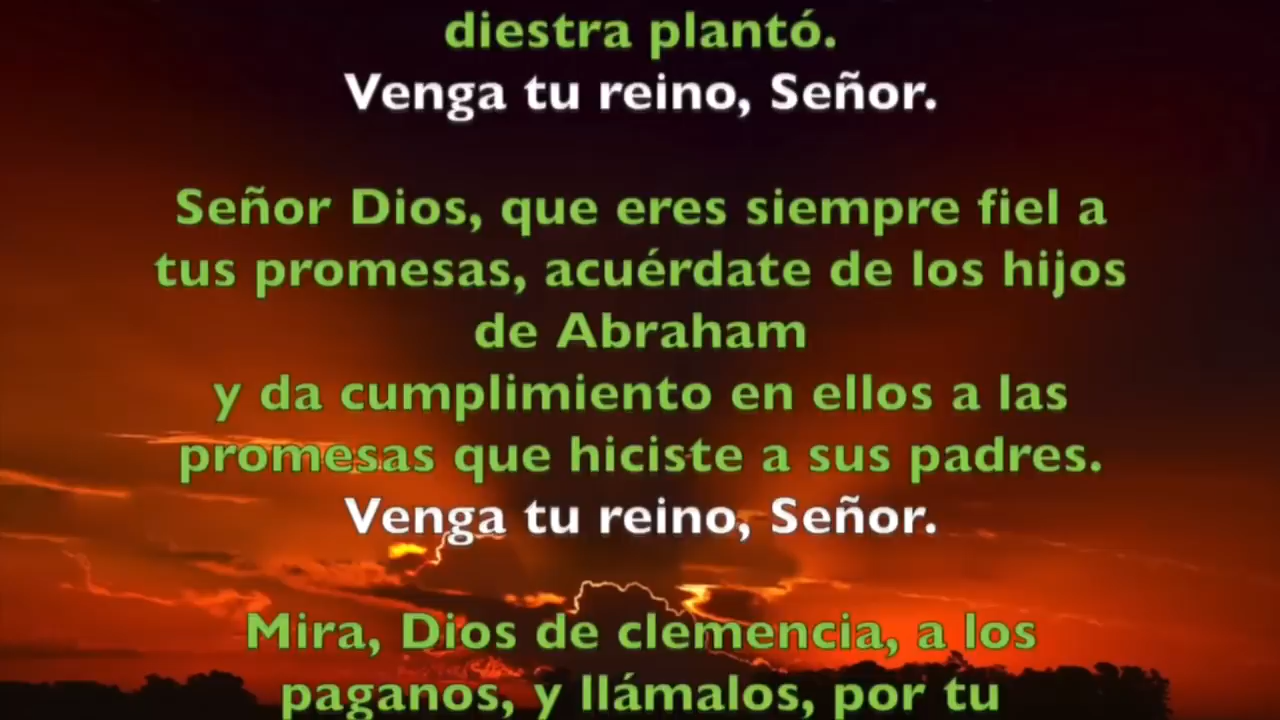 diestra plantó.
Venga tu reino, Señor.
Señor Dios, que eres siempre fiel a
tus promesas, acuérdate de los hijos
de Abraham
y da cumplimiento en ellos a las
promesas que hiciste a sus padres.
Venga tu reino, Señor.
Mira, Dios de clemencia, a los
paganos, y llámalos, por tu